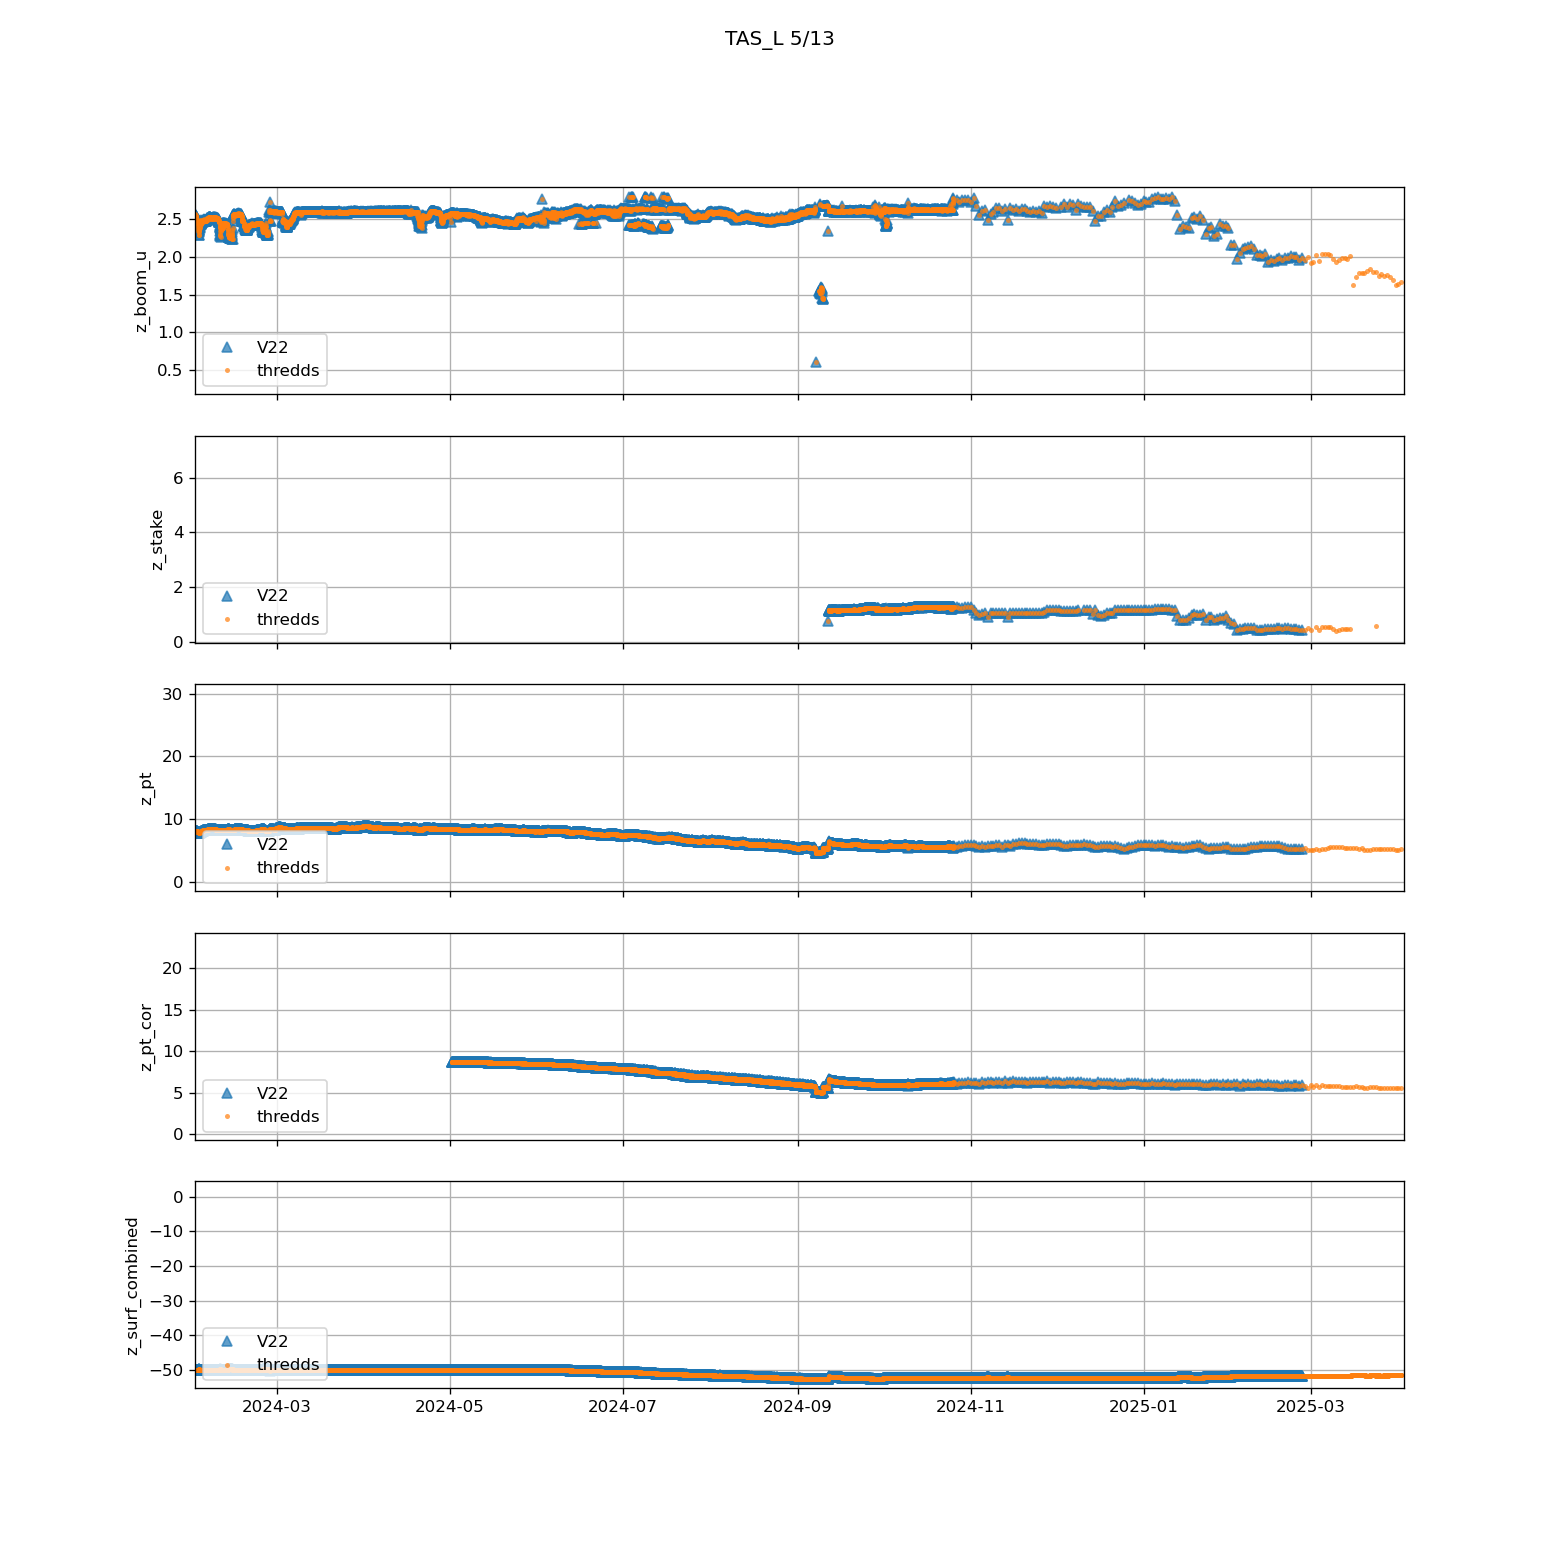 TAS_L 5/13
z_boom_u
2.5
2.0
1.5
1.0
0.5
V22
thredds
z_stake
6
4
2
0
V22
thredds
z_pt
30
20
10
0
V22
thredds
z_pt_cor
20
15
10
5
0
V22
thredds
z_surf_combined
0
−10
−20
−30
−40
−50
V22
thredds
2024-03 2024-05 2024-07 2024-09 2024-11 2025-01 2025-03